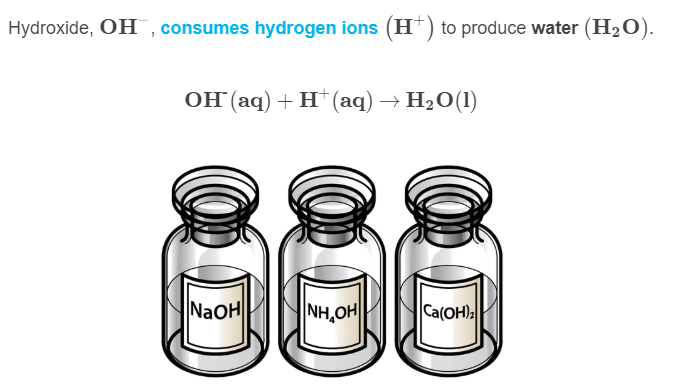 Hydroxide, OH⁻, consumes hydrogen ions (H⁺) to produce water (H₂O).
OH⁻(aq) + H⁺(aq) → H₂O(l)
NaOH
NH₄OH
Ca(OH)₂